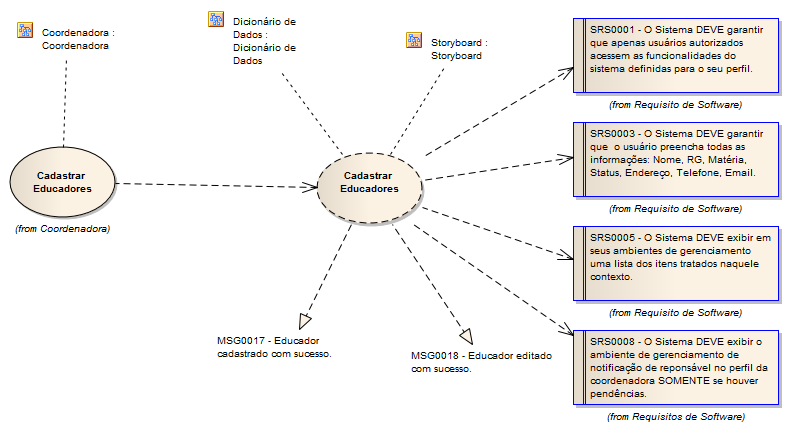 Coordenadora :
Coordenadora
Dicionário de
Dados :
Dicionário de
Dados
Storyboard :
Storyboard
SRS0001 - O Sistema DEVE garantir
que apenas usuários autorizados
acessem as funcionalidades do
sistema definidas para o seu perfil.
(from Requisito de Software)
SRS0003 - O Sistema DEVE garantir
que o usuário preencha todas as
informações: Nome, RG, Matéria,
Status, Endereço, Telefone, Email.
(from Requisito de Software)
Cadastrar
Educadores
(from Coordenadora)
Cadastrar
Educadores
SRS0005 - O Sistema DEVE exibir em
seus ambientes de gerenciamento
uma lista dos itens tratados naquele
contexto.
(from Requisito de Software)
MSG0017 - Educador
cadastrado com sucesso.
MSG0018 - Educador editado
com sucesso.
SRS0008 - O Sistema DEVE exibir o
ambiente de gerenciamento de
notificação de reponsável no perfil da
coordenadora SOMENTE se houver
pendências.
(from Requisitos de Software)